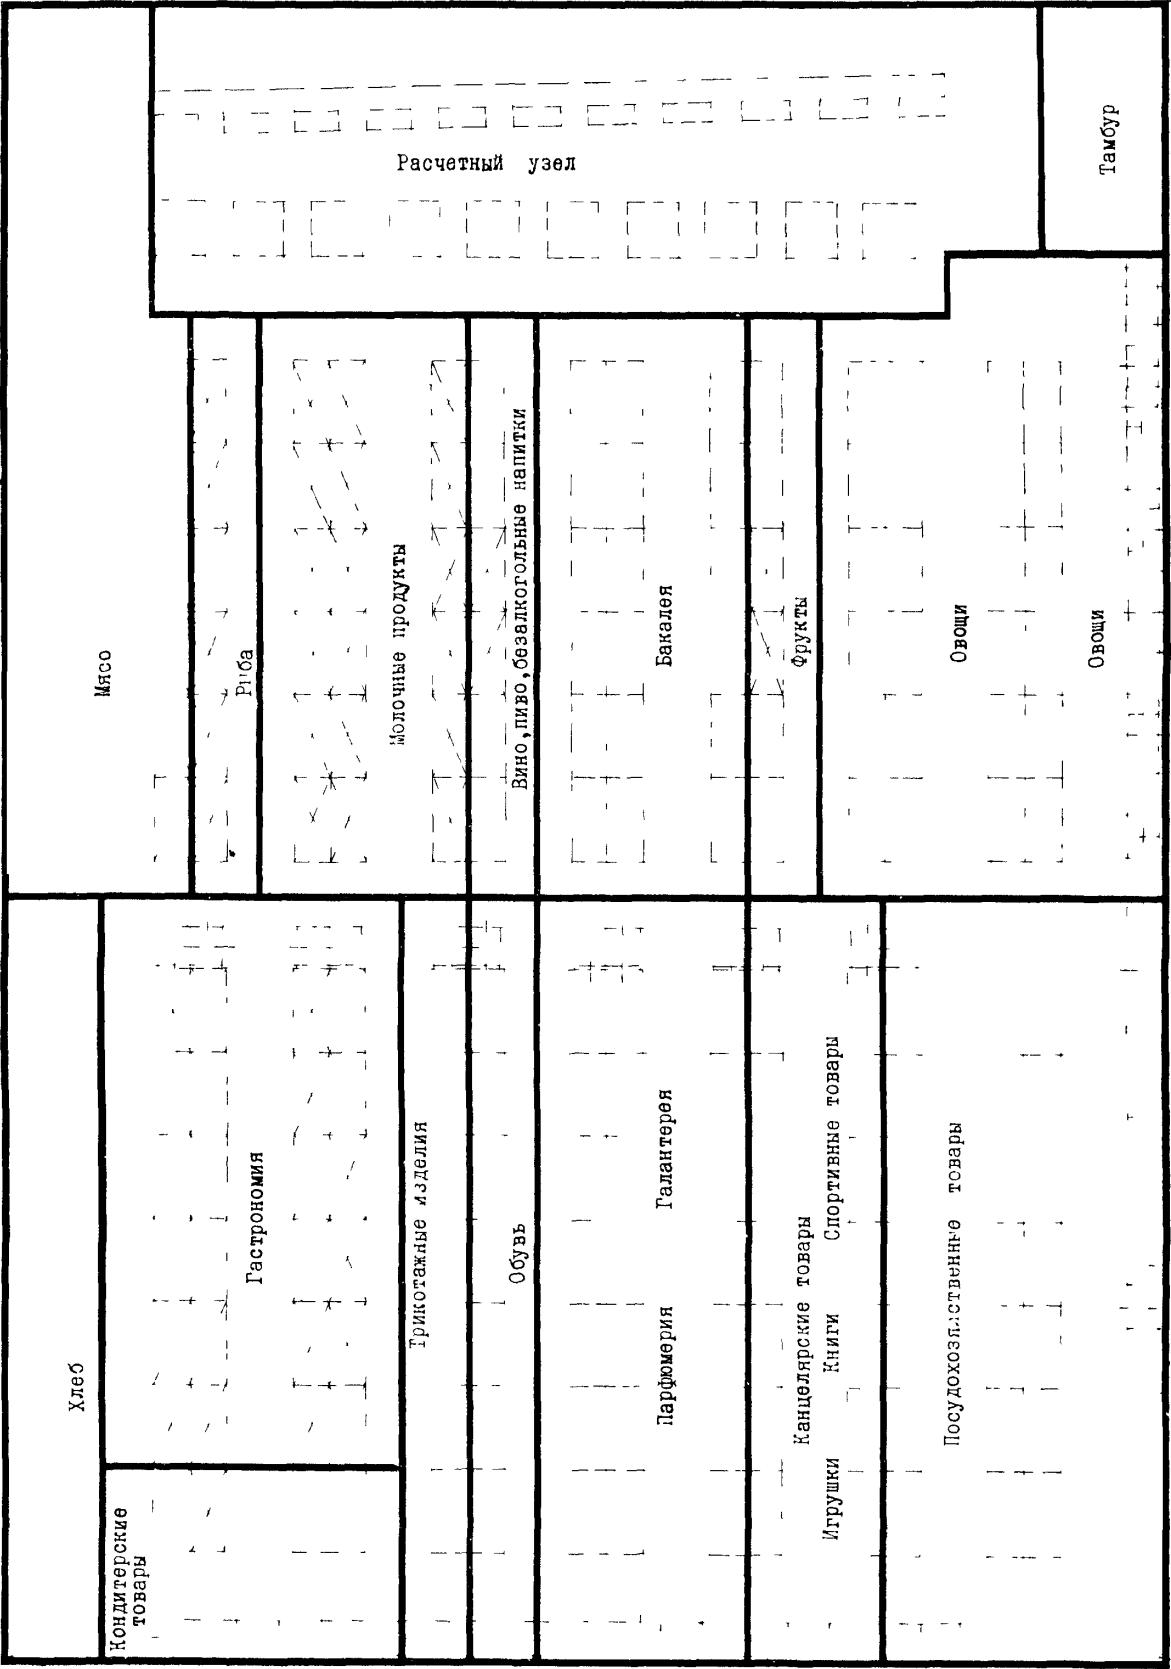 Расчетный узел
Тамбур
Мясо
Рыба
Молочные продукты
Вино,пиво,безалкогольные напитки
Бакалея
Фрукты
Овощи
Овощи
Хлеб
Гастрономия
Кондитерские
товары
Трикотажные изделия
Обувь
Галантерея
Парфюмерия
Канцелярские товары
Спортивные товары
Книги
Игрушки
Посудохозяйственные товары